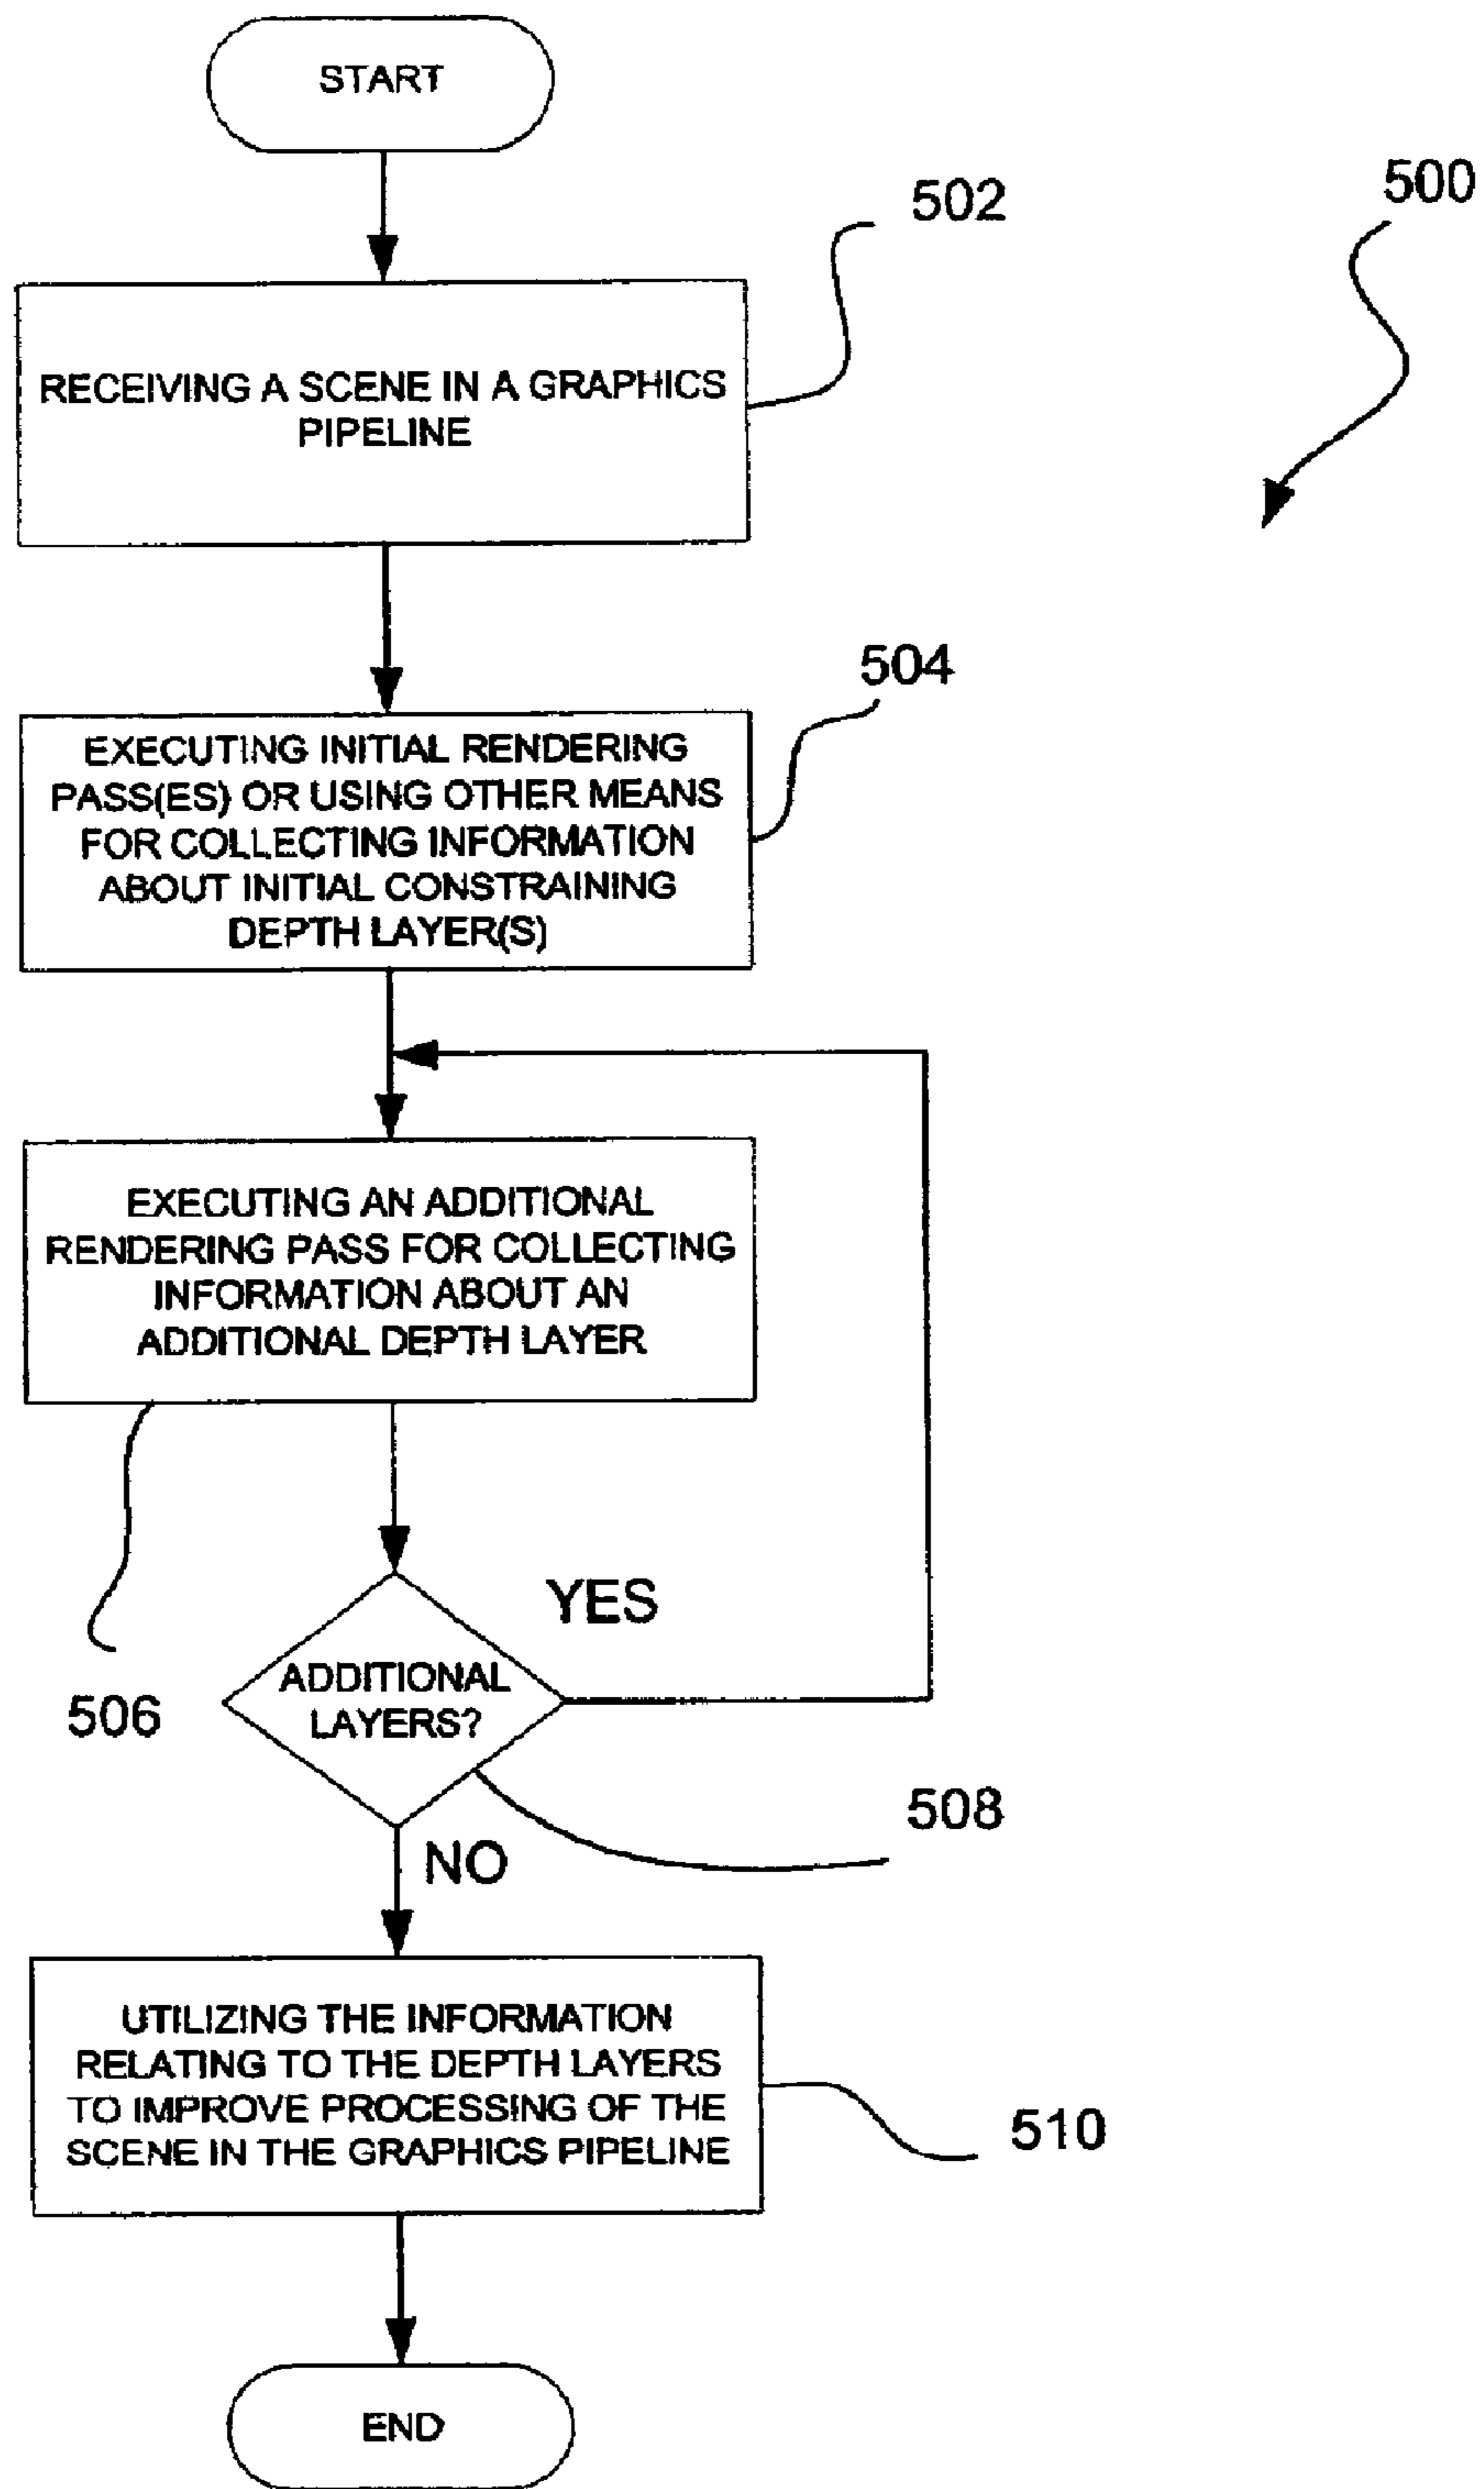 START
500
502
RECEIVING A SCENE IN A GRAPHICS
PIPELINE
504
EXECUTING INITIAL RENDERING
PASS(ES) OR USING OTHER MEANS
FOR COLLECTING INFORMATION
ABOUT INITIAL CONSTRAINING
DEPTH LAYER(S)
EXECUTING AN ADDITIONAL
RENDERING PASS FOR COLLECTING
INFORMATION ABOUT AN
ADDITIONAL DEPTH LAYER
506
YES
ADDITIONAL
LAYERS?
508
NO
UTILIZING THE INFORMATION
RELATING TO THE DEPTH LAYERS
TO IMPROVE PROCESSING OF THE
SCENE IN THE GRAPHICS PIPELINE
510
END